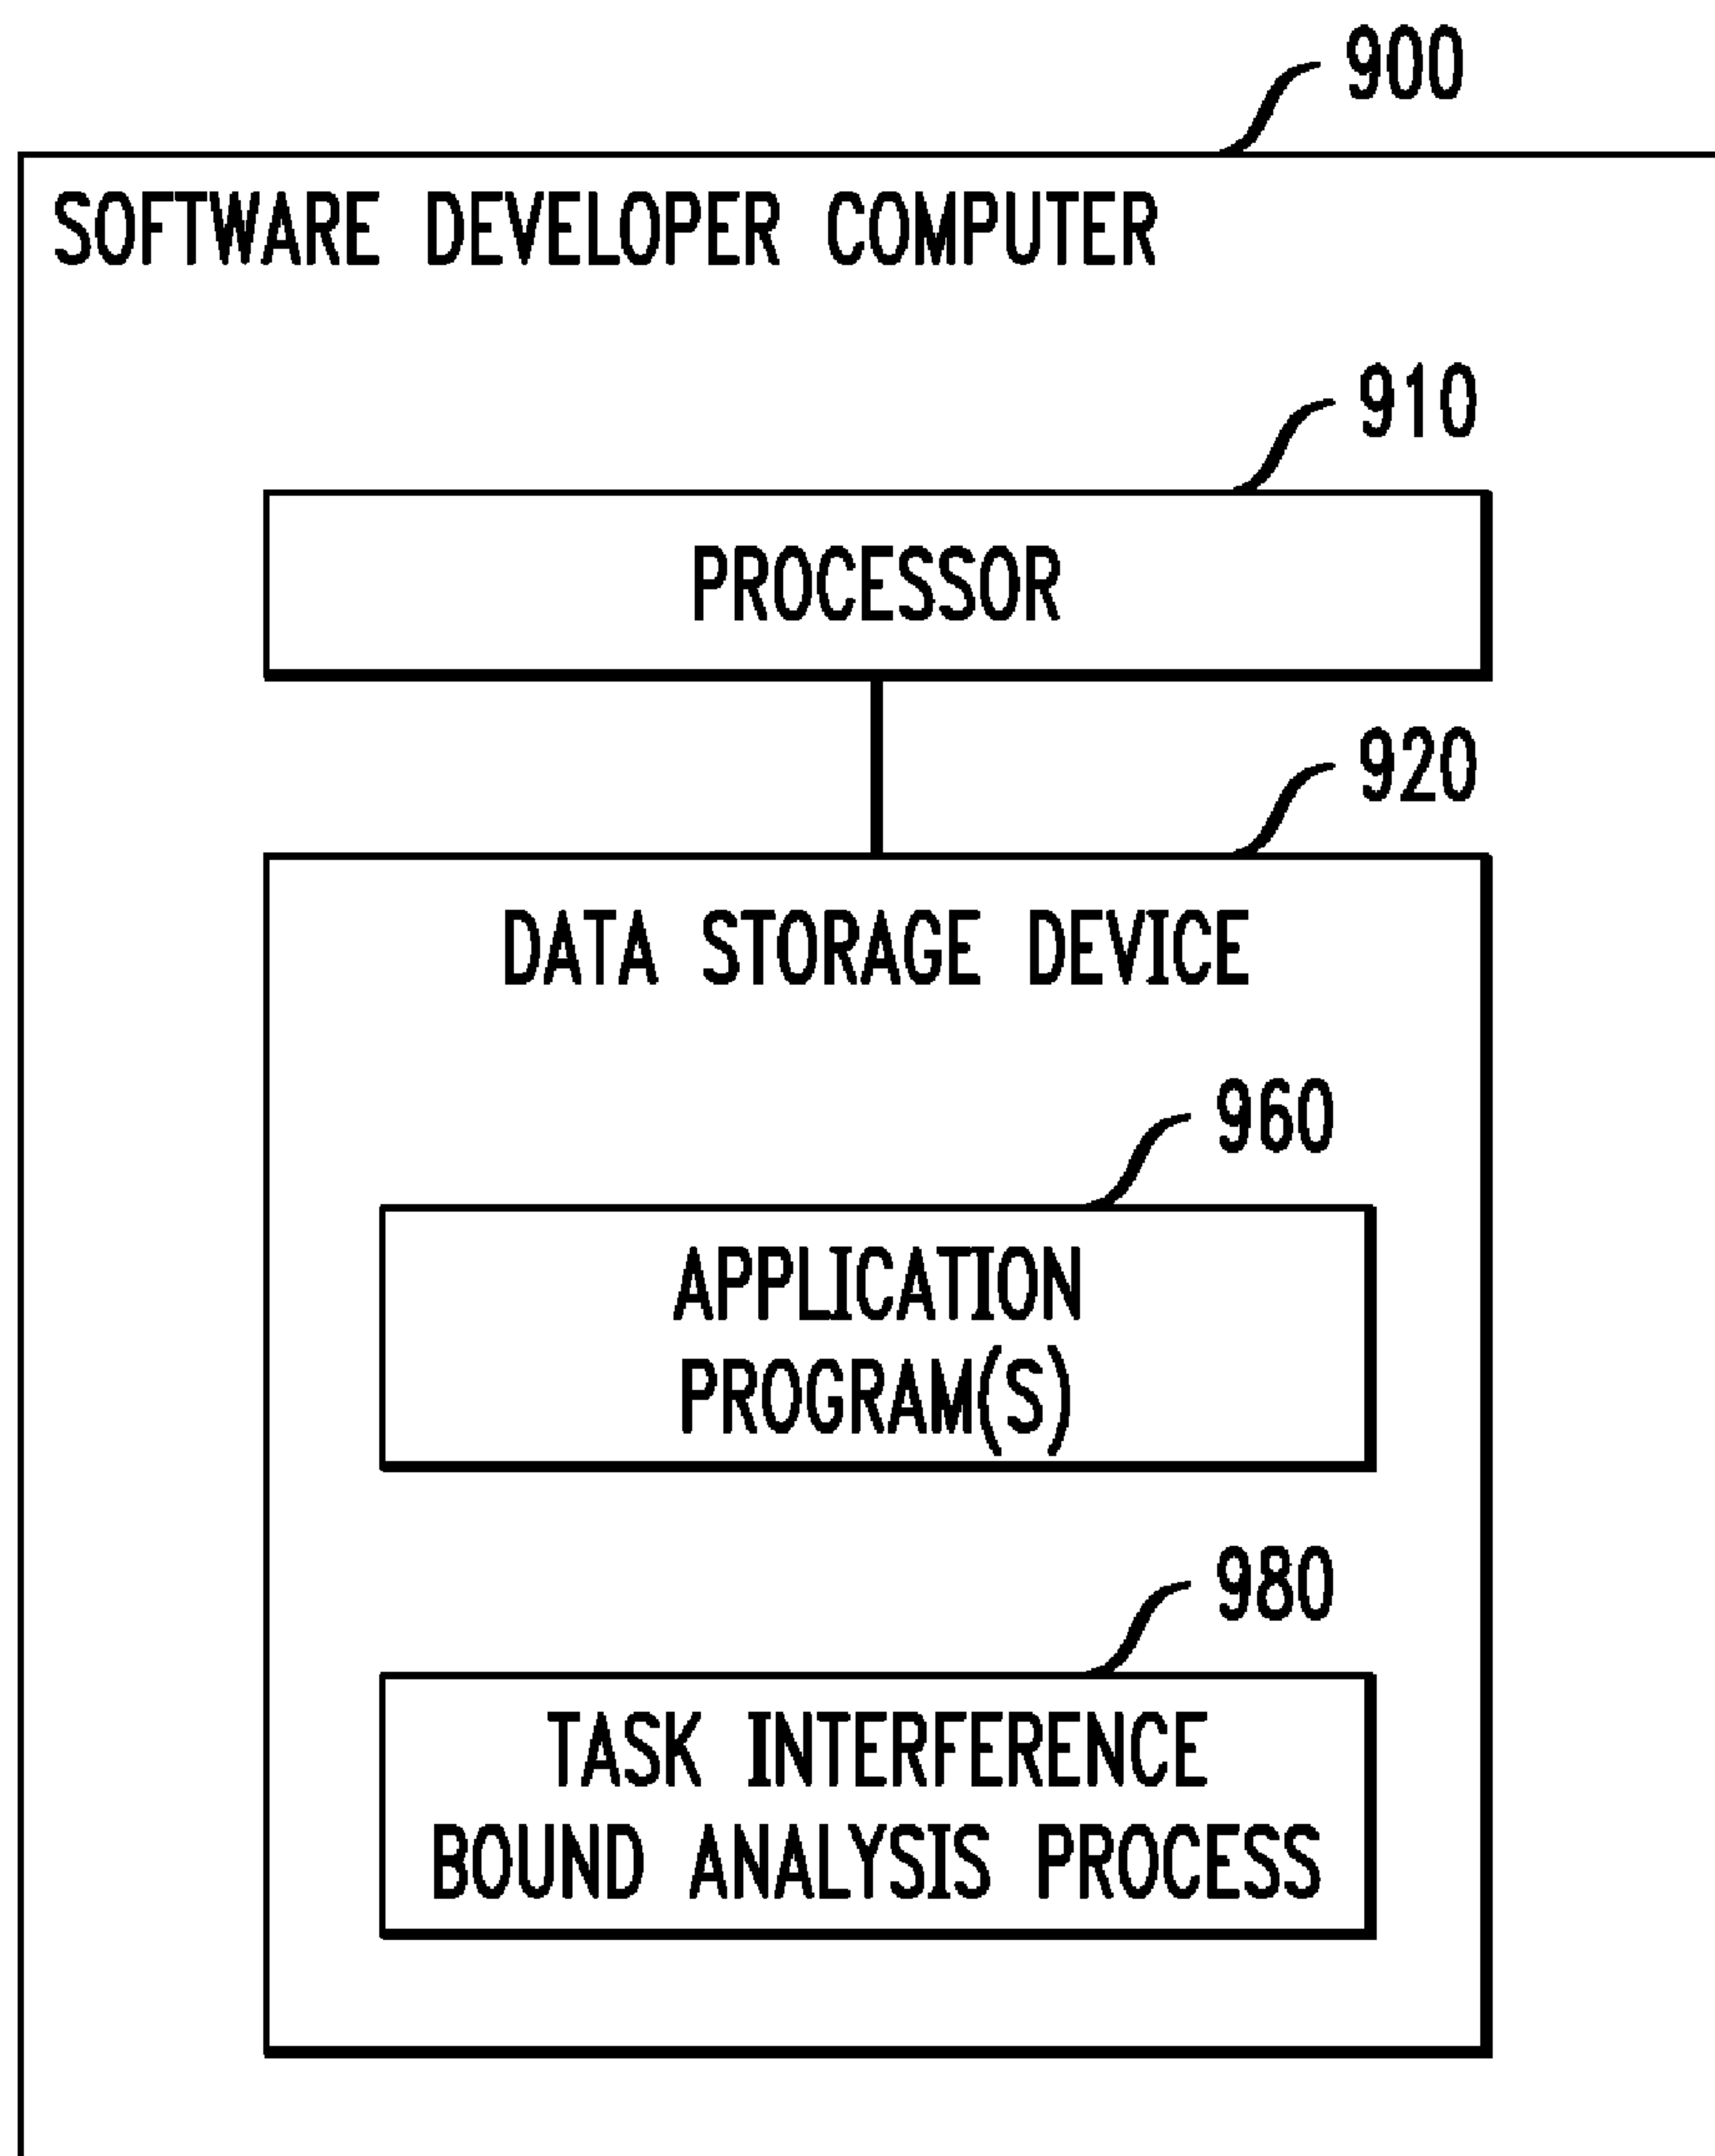 900
SOFTWARE DEVELOPER COMPUTER
910
PROCESSOR
920
DATA STORAGE DEVICE
960
APPLICATION
PROGRAM(S)
980
TASK INTERFERENCE
BOUND ANALYSIS PROCESS